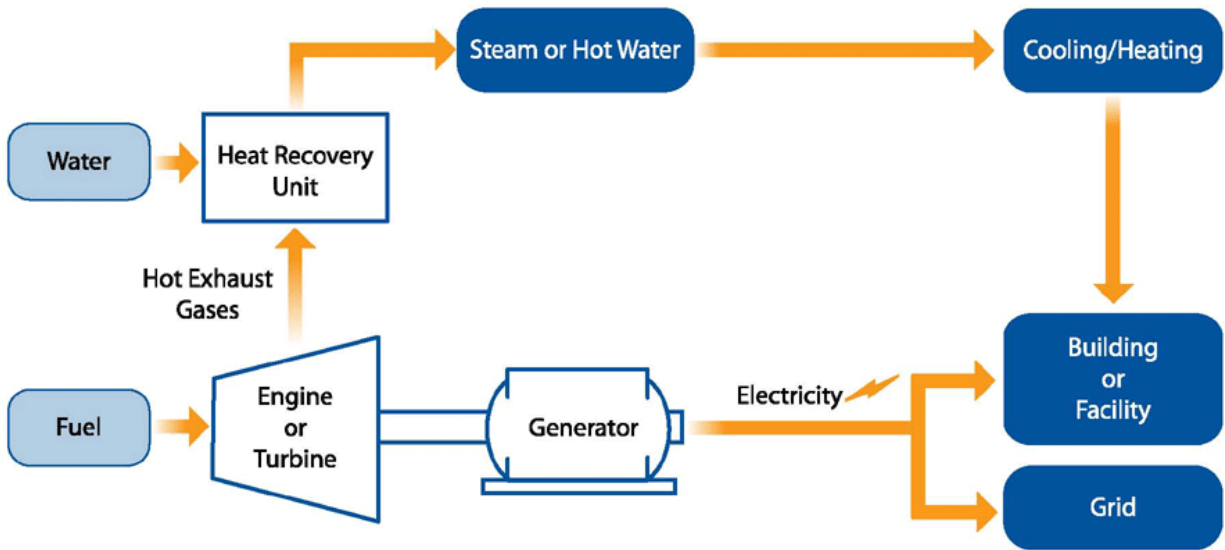 Steam or Hot Water
Cooling/Heating
Water
Heat Recovery
Unit
Hot Exhaust
Gases
Fuel
Engine
or
Turbine
Generator
Electricity
Building
or
Facility
Grid